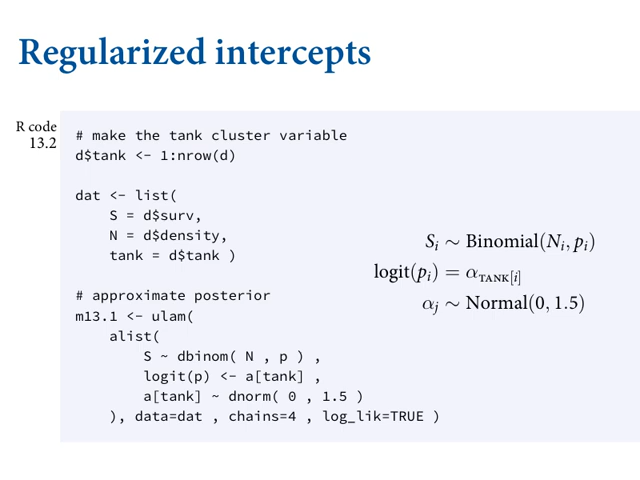 Regularized intercepts
R code
13.2
# make the tank cluster variable
d$tank <- 1:nrow(d)
dat <- list(
S = d$surv,
N = d$density,
tank = d$tank )
# approximate posterior
m13.1 <- ulam(
alist(
S ~ dbinom( N , p ) ,
logit(p) <- a[tank] ,
a[tank] ~ dnorm( 0 , 1.5 )
), data=dat , chains=4 , log_lik=TRUE )
Sᵢ ∼ Binomial(Nᵢ, pᵢ)
logit(pᵢ) = α_TANK[i]
αⱼ ∼ Normal(0, 1.5)